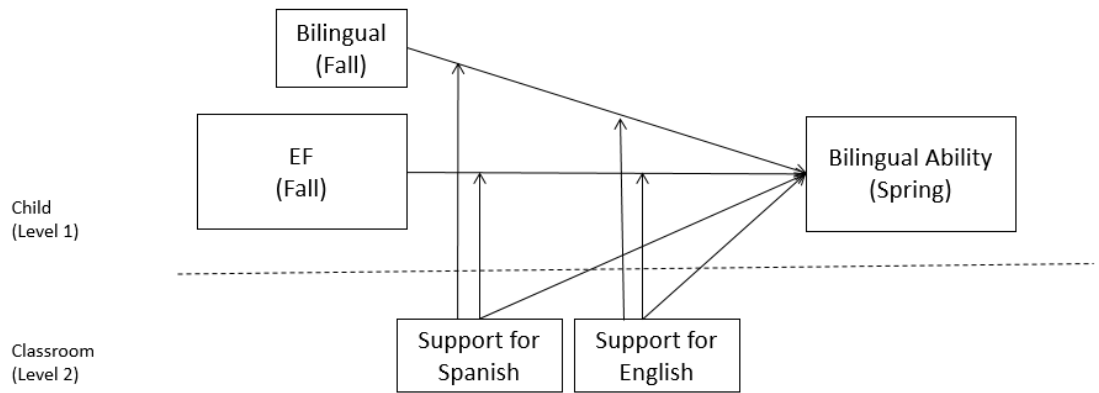 Bilingual
(Fall)
EF
(Fall)
Bilingual Ability
(Spring)
Child
(Level 1)
Support for
Spanish
Support for
English
Classroom
(Level 2)